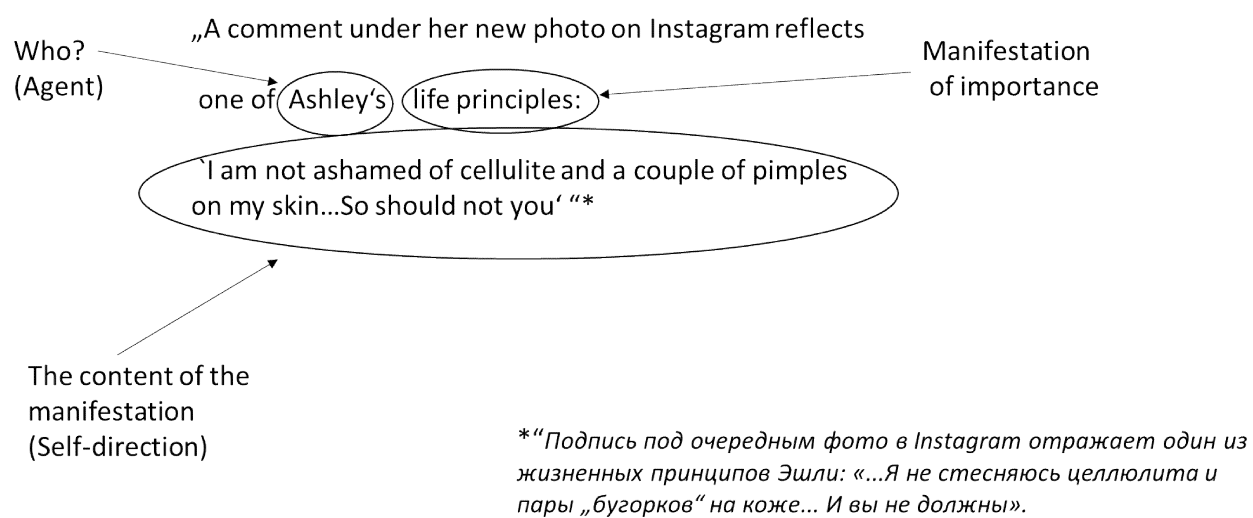 „A comment under her new photo on Instagram reflects
Who?
(Agent)
Manifestation
of importance
one of Ashley‘s life principles:
`I am not ashamed of cellulite and a couple of pimples
on my skin...So should not you‘ “*
The content of the
manifestation
(Self-direction)
*“Подпись под очередным фото в Instagram отражает один из
жизненных принципов Эшли: «...Я не стесняюсь целлюлита и
пары „бугорков“ на коже... И вы не должны».